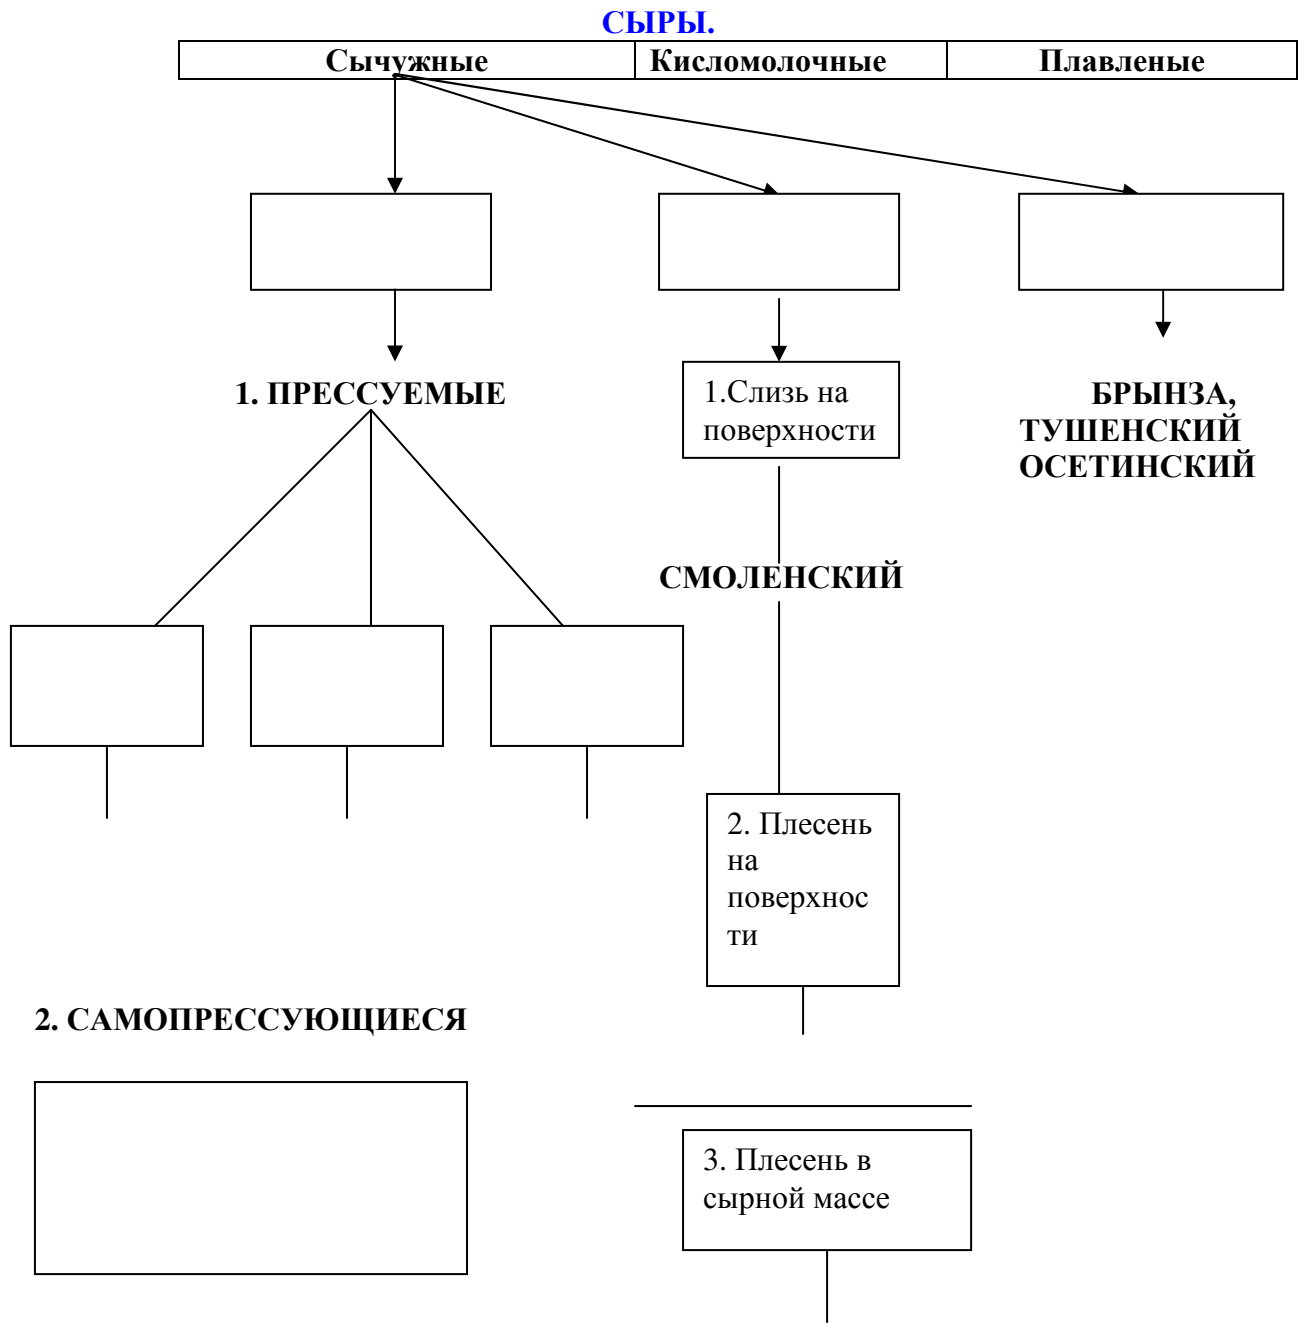 СЫРЫ.
Сычужные Кисломолочные Плавленые
1. ПРЕССУЕМЫЕ
1.Слизь на
поверхности
БРЫНЗА,
ТУШЕНСКИЙ
ОСЕТИНСКИЙ
СМОЛЕНСКИЙ
2. Плесень
на
поверхнос
ти
2. САМОПРЕССУЮЩИЕСЯ
3. Плесень в
сырной массе